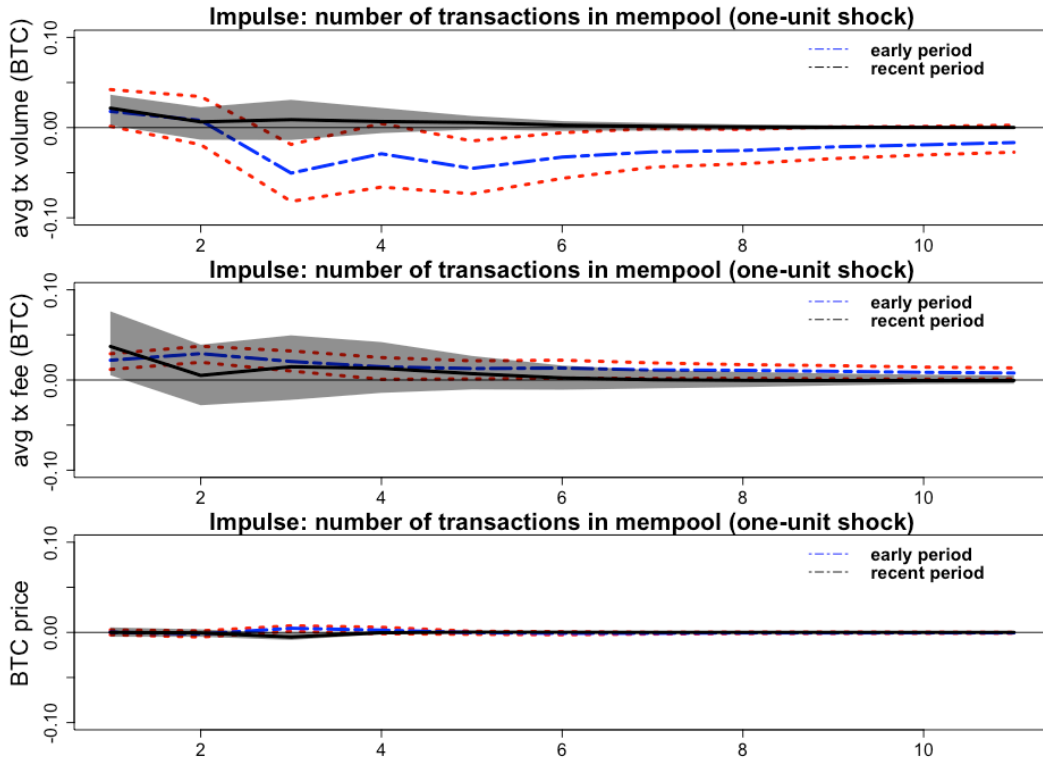 Impulse: number of transactions in mempool (one-unit shock)
avg tx volume (BTC)
0.10
0.00
-0.10
early period
recent period
2 4 6 8 10
Impulse: number of transactions in mempool (one-unit shock)
avg tx fee (BTC)
0.10
0.00
-0.10
early period
recent period
2 4 6 8 10
Impulse: number of transactions in mempool (one-unit shock)
BTC price
0.10
0.00
-0.10
early period
recent period
2 4 6 8 10